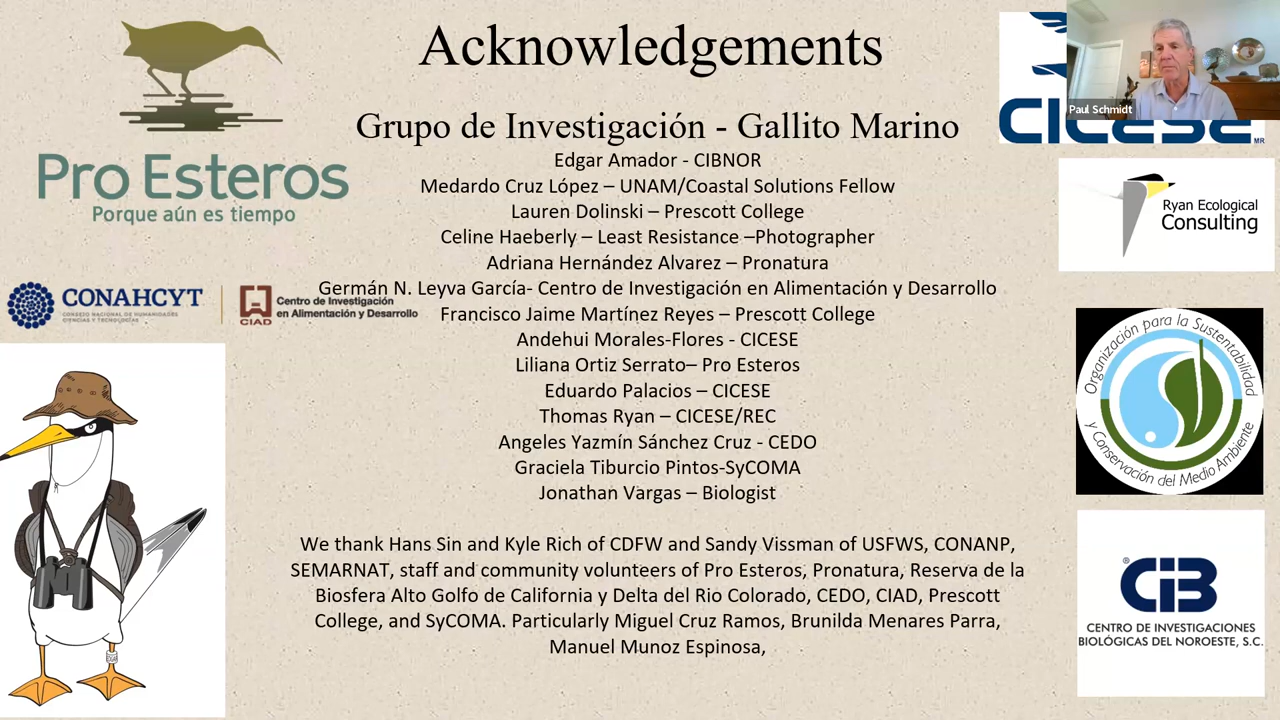 Acknowledgements
Grupo de Investigación - Gallito Marino
Edgar Amador - CIBNOR
Medardo Cruz López – UNAM/Coastal Solutions Fellow
Lauren Dolinski – Prescott College
Celine Haeberly – Least Resistance –Photographer
Adriana Hernández Alvarez – Pronatura
Germán N. Leyva García- Centro de Investigación en Alimentación y Desarrollo
Francisco Jaime Martínez Reyes – Prescott College
Andehui Morales-Flores - CICESE
Liliana Ortiz Serrato– Pro Esteros
Eduardo Palacios – CICESE
Thomas Ryan – CICESE/REC
Angeles Yazmín Sánchez Cruz - CEDO
Graciela Tiburcio Pintos-SyCOMA
Jonathan Vargas – Biologist
We thank Hans Sin and Kyle Rich of CDFW and Sandy Vissman of USFWS, CONANP,
SEMARNAT, staff and community volunteers of Pro Esteros, Pronatura, Reserva de la
Biosfera Alto Golfo de California y Delta del Rio Colorado, CEDO, CIAD, Prescott
College, and SyCOMA. Particularly Miguel Cruz Ramos, Brunilda Menares Parra,
Manuel Munoz Espinosa,
Pro Esteros
Porque aún es tiempo
CONAHCYT
CONSEJO NACIONAL DE HUMANIDADES
CIENCIAS Y TECNOLOGÍAS
CIAD
Centro de Investigación
en Alimentación y Desarrollo
Paul Schmidt
CICESE
MR
Ryan Ecological
Consulting
Organización para la Sustentabilidad
y Conservación del Medio Ambiente
®
CiB
CENTRO DE INVESTIGACIONES
BIOLÓGICAS DEL NOROESTE, S.C.